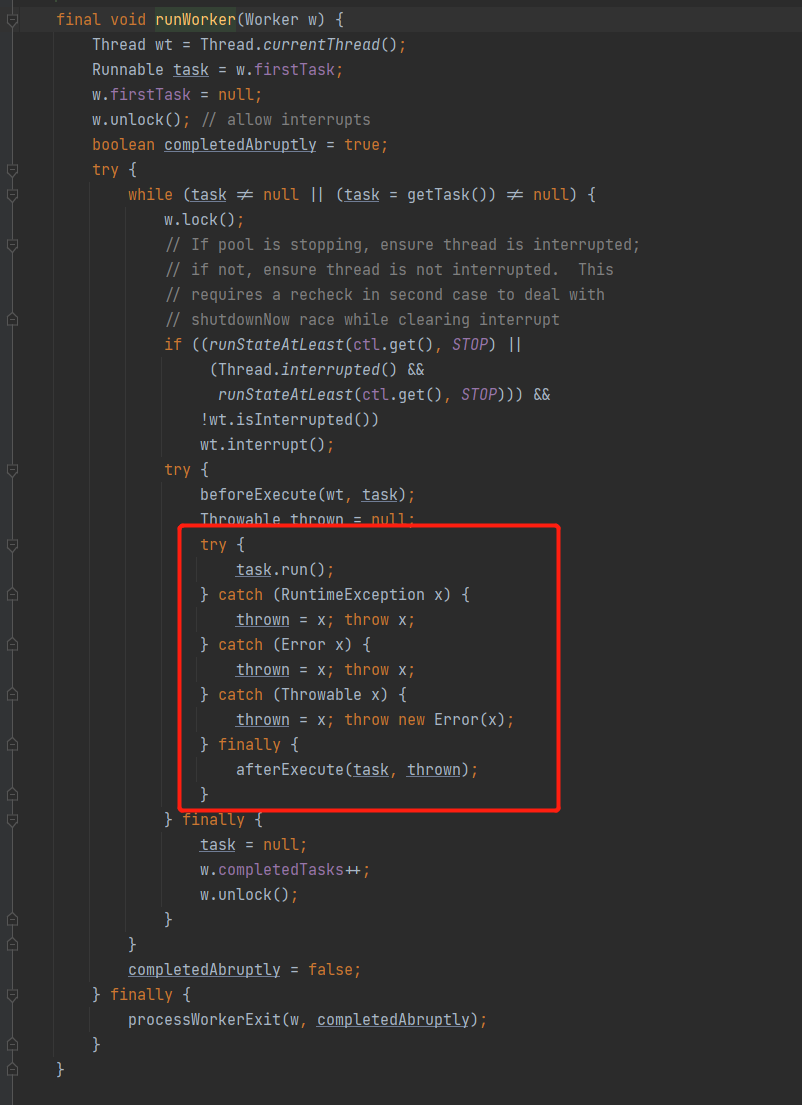 final void runWorker(Worker w) {
Thread wt = Thread.currentThread();
Runnable task = w.firstTask;
w.firstTask = null;
w.unlock(); // allow interrupts
boolean completedAbruptly = true;
try {
while (task ≠ null || (task = getTask()) ≠ null) {
w.lock();
// If pool is stopping, ensure thread is interrupted;
// if not, ensure thread is not interrupted.  This
// requires a recheck in second case to deal with
// shutdownNow race while clearing interrupt
if ((runStateAtLeast(ctl.get(), STOP) ||
(Thread.interrupted() &&
runStateAtLeast(ctl.get(), STOP))) &&
!wt.isInterrupted())
wt.interrupt();
try {
beforeExecute(wt, task);
Throwable thrown = null;
try {
task.run();
} catch (RuntimeException x) {
thrown = x; throw x;
} catch (Error x) {
thrown = x; throw x;
} catch (Throwable x) {
thrown = x; throw new Error(x);
} finally {
afterExecute(task, thrown);
}
} finally {
task = null;
w.completedTasks++;
w.unlock();
}
}
completedAbruptly = false;
} finally {
processWorkerExit(w, completedAbruptly);
}
}